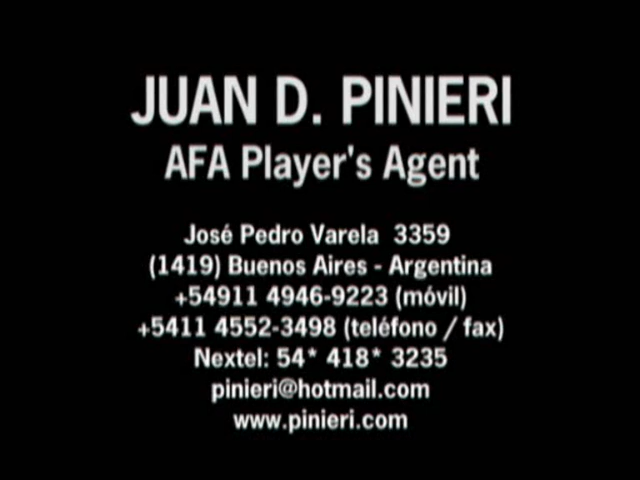 JUAN D. PINIERI
AFA Player's Agent
José Pedro Varela 3359
(1419) Buenos Aires - Argentina
+54911 4946-9223 (móvil)
+5411 4552-3498 (teléfono / fax)
Nextel: 54* 418* 3235
pinieri@hotmail.com
www.pinieri.com